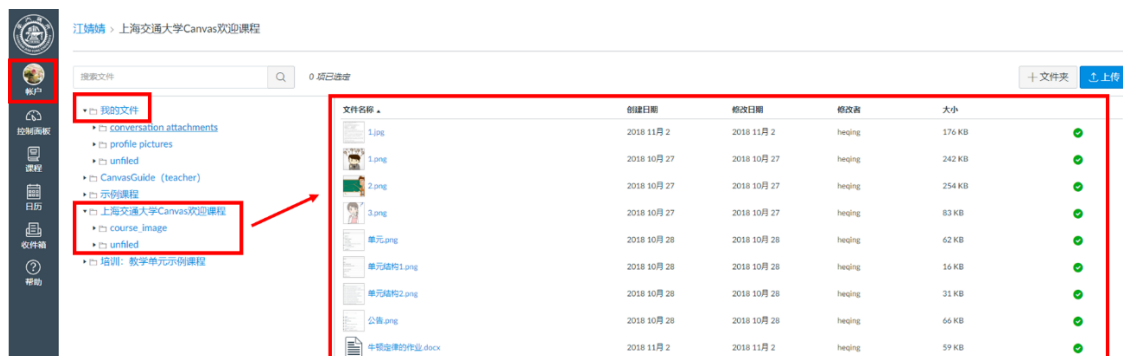 江婧婧 › 上海交通大学Canvas欢迎课程
搜索文件
0 项已选定
+ 文件夹
上传
帐户
控制面板
课程
日历
收件箱
帮助
我的文件
conversation attachments
profile pictures
unfiled
CanvasGuide (teacher)
示例课程
上海交通大学Canvas欢迎课程
course_image
unfiled
培训：教学单元示例课程
文件名称 创建日期 修改日期 修改者 大小
1.jpg 2018 11月 2 2018 11月 2 heqing 176 KB
1.png 2018 10月 27 2018 10月 27 heqing 242 KB
2.png 2018 10月 27 2018 10月 27 heqing 254 KB
3.png 2018 10月 27 2018 10月 27 heqing 83 KB
单元.png 2018 10月 28 2018 10月 28 heqing 62 KB
单元结构1.png 2018 10月 28 2018 10月 28 heqing 16 KB
单元结构2.png 2018 10月 28 2018 10月 28 heqing 31 KB
公告.png 2018 10月 28 2018 10月 28 heqing 66 KB
牛顿定律的作业.docx 2018 11月 2 2018 11月 2 heqing 59 KB